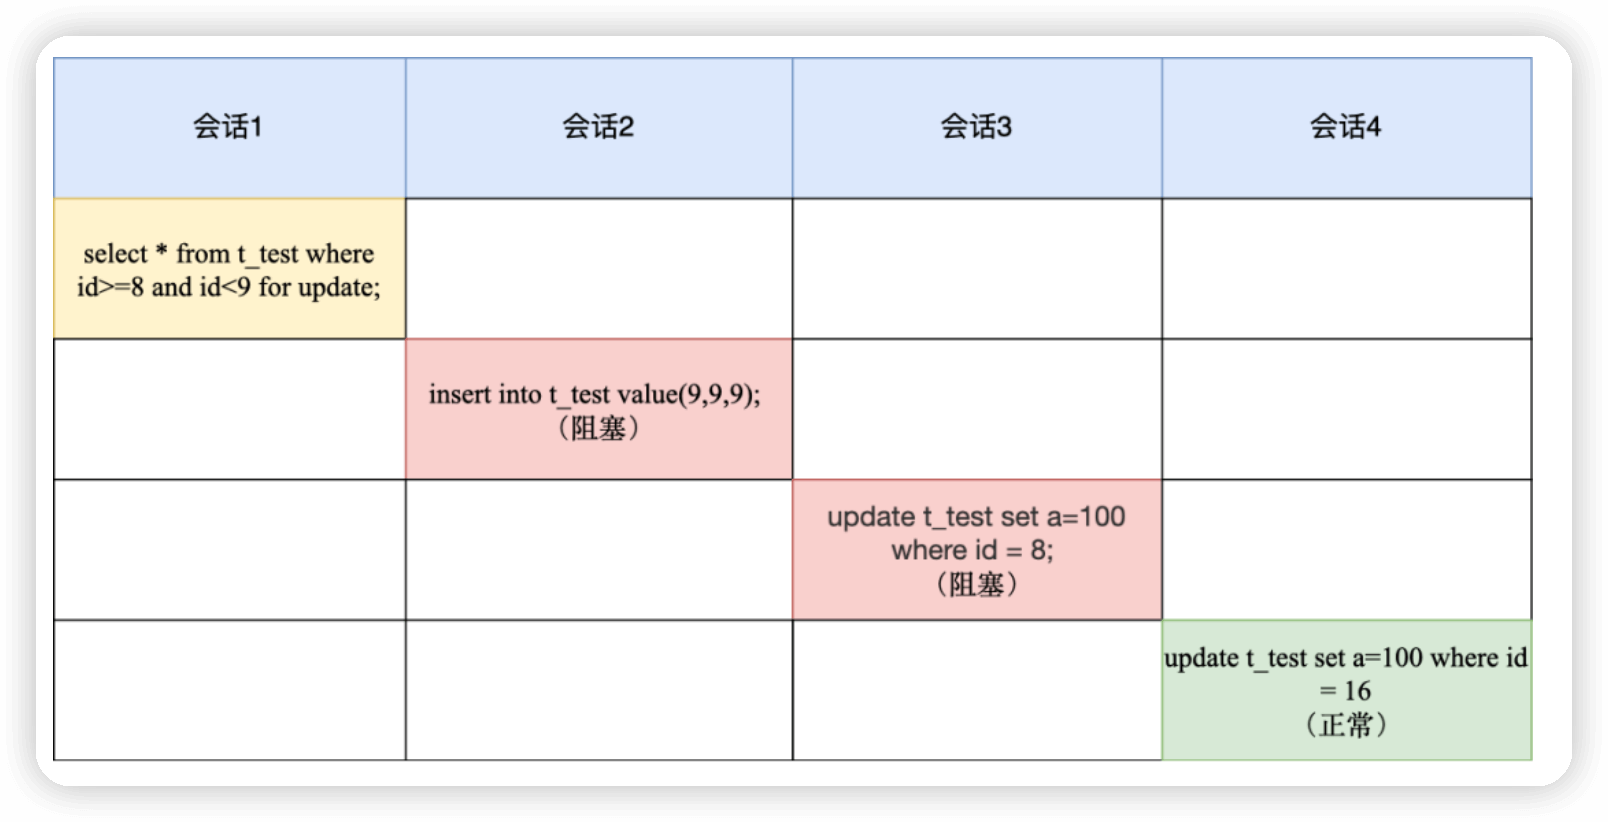 会话1
会话2
会话3
会话4
select * from t_test where
id>=8 and id<9 for update;
insert into t_test value(9,9,9);
（阻塞）
update t_test set a=100
where id = 8;
（阻塞）
update t_test set a=100 where id
= 16
（正常）